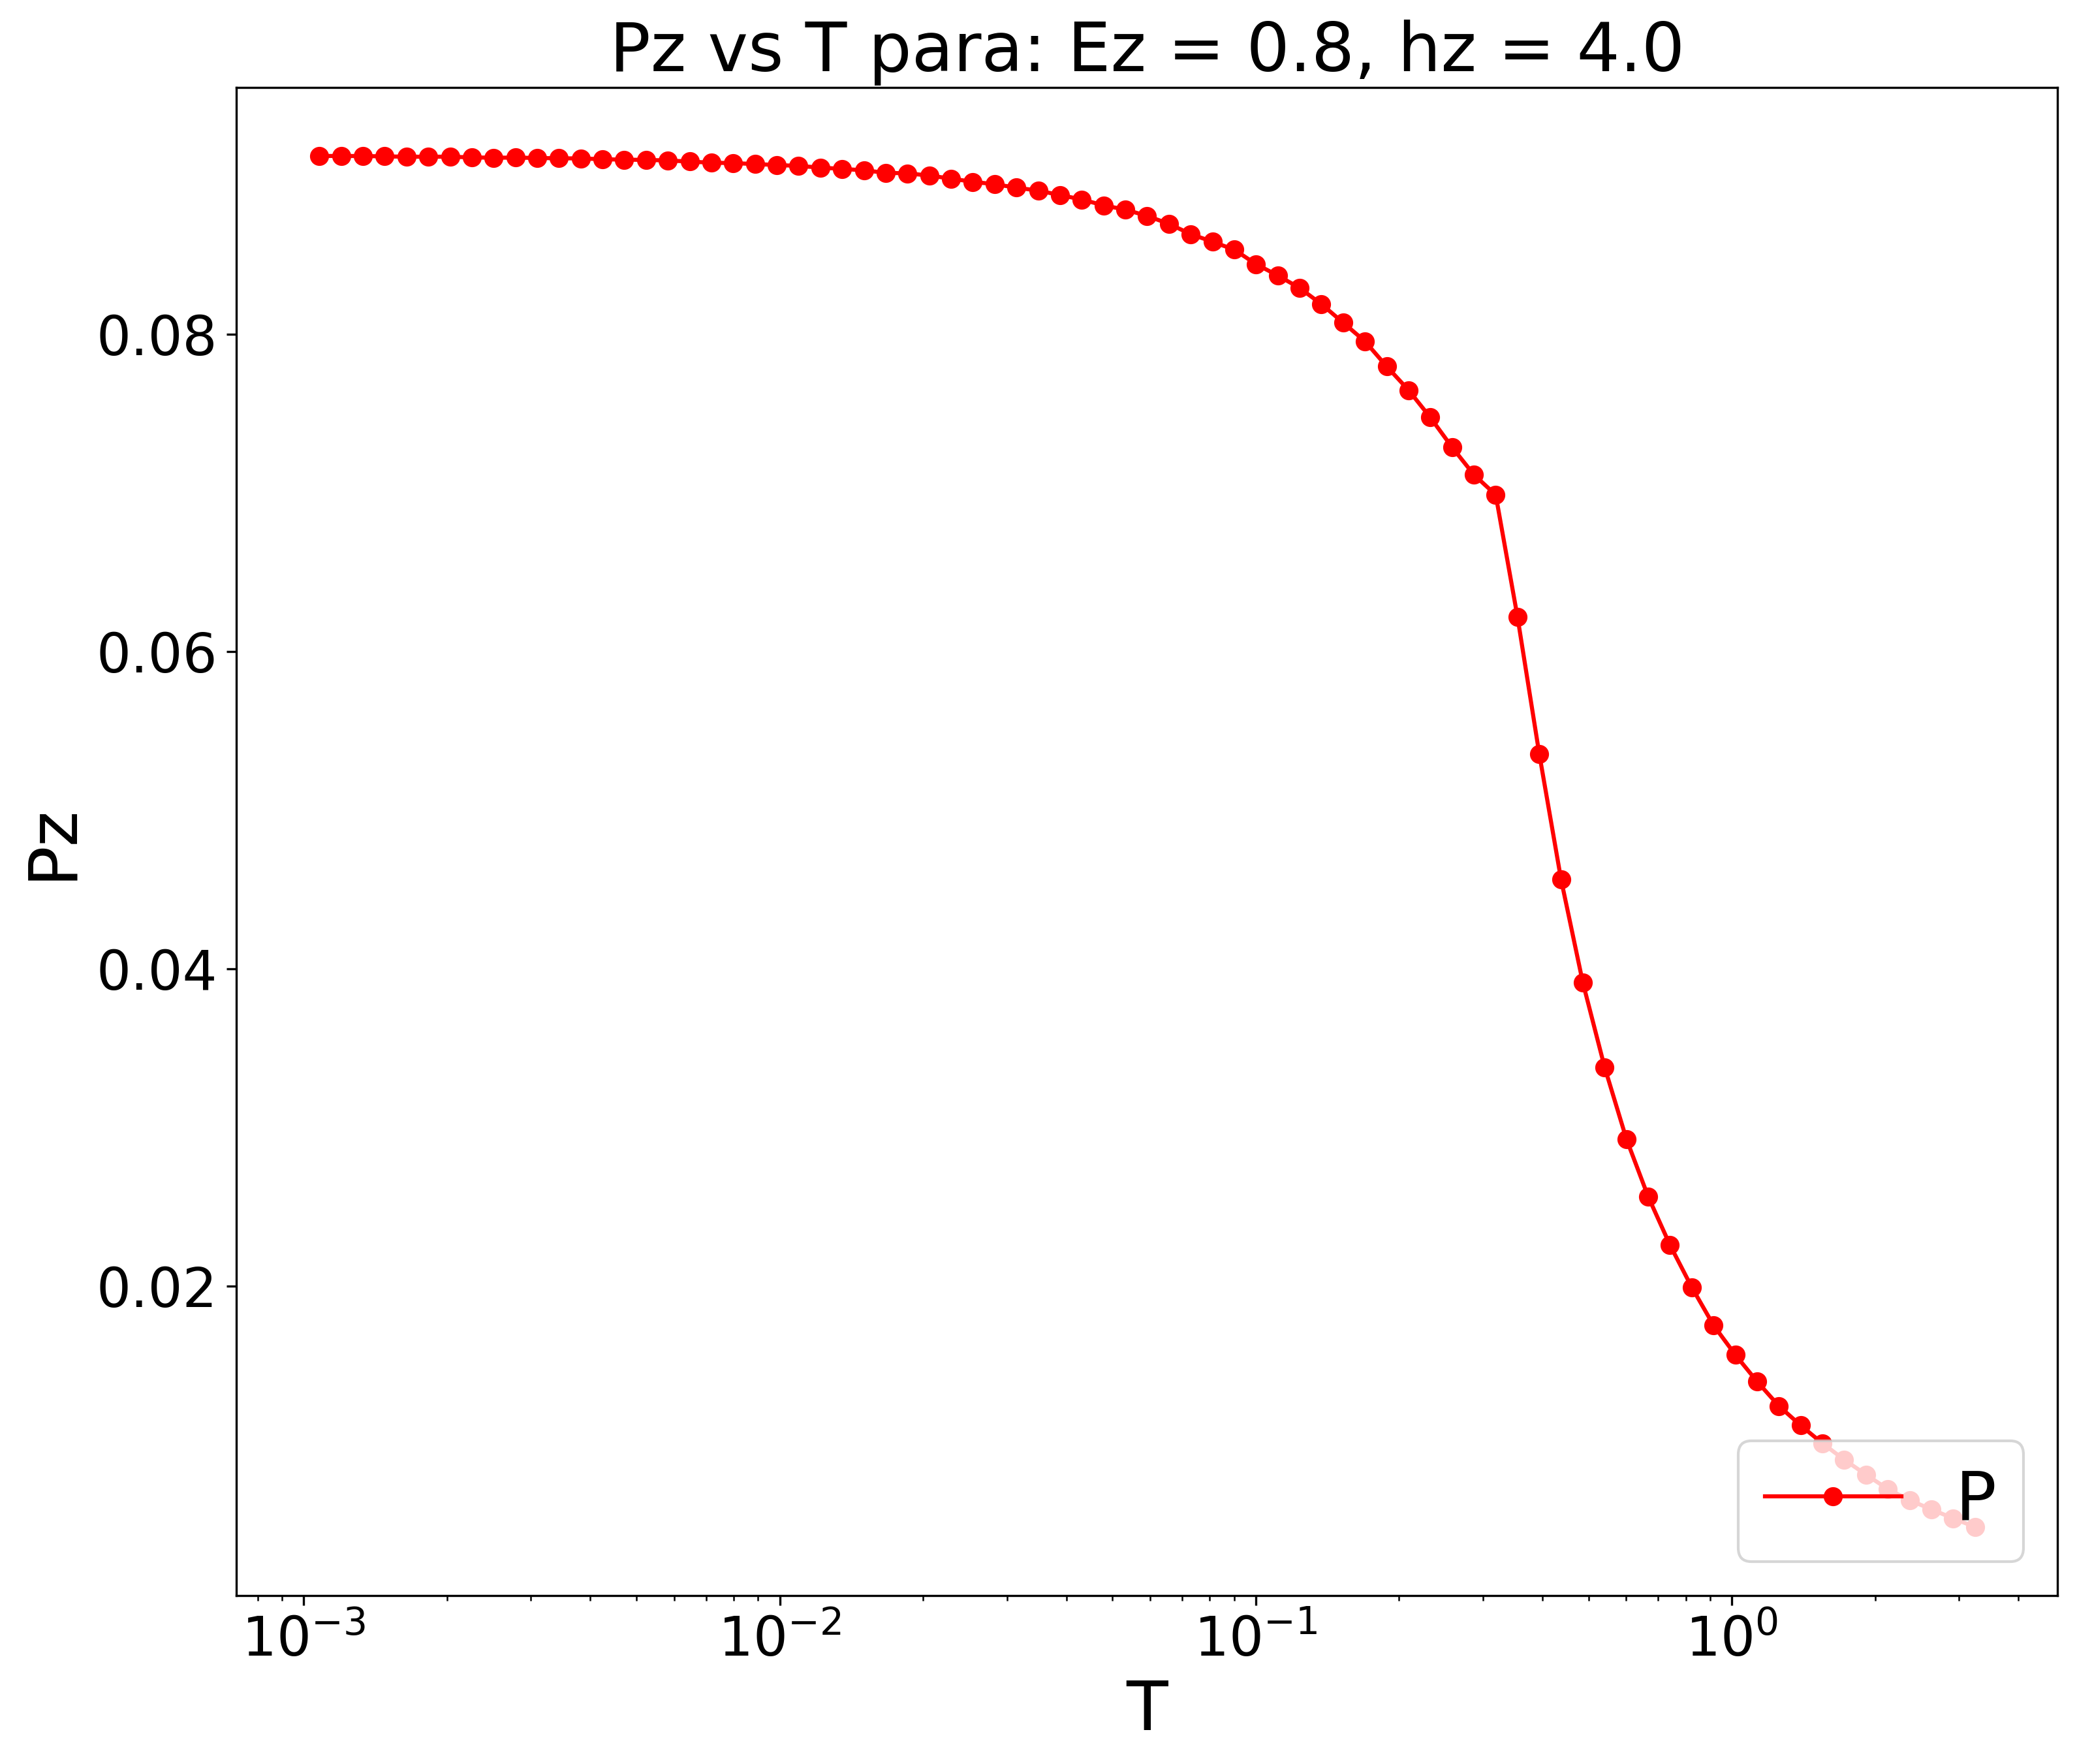 Pz vs T para: Ez = 0.8, hz = 4.0
Pz
0.08
0.06
0.04
0.02
10⁻³ 10⁻² 10⁻¹ 10⁰
T
P